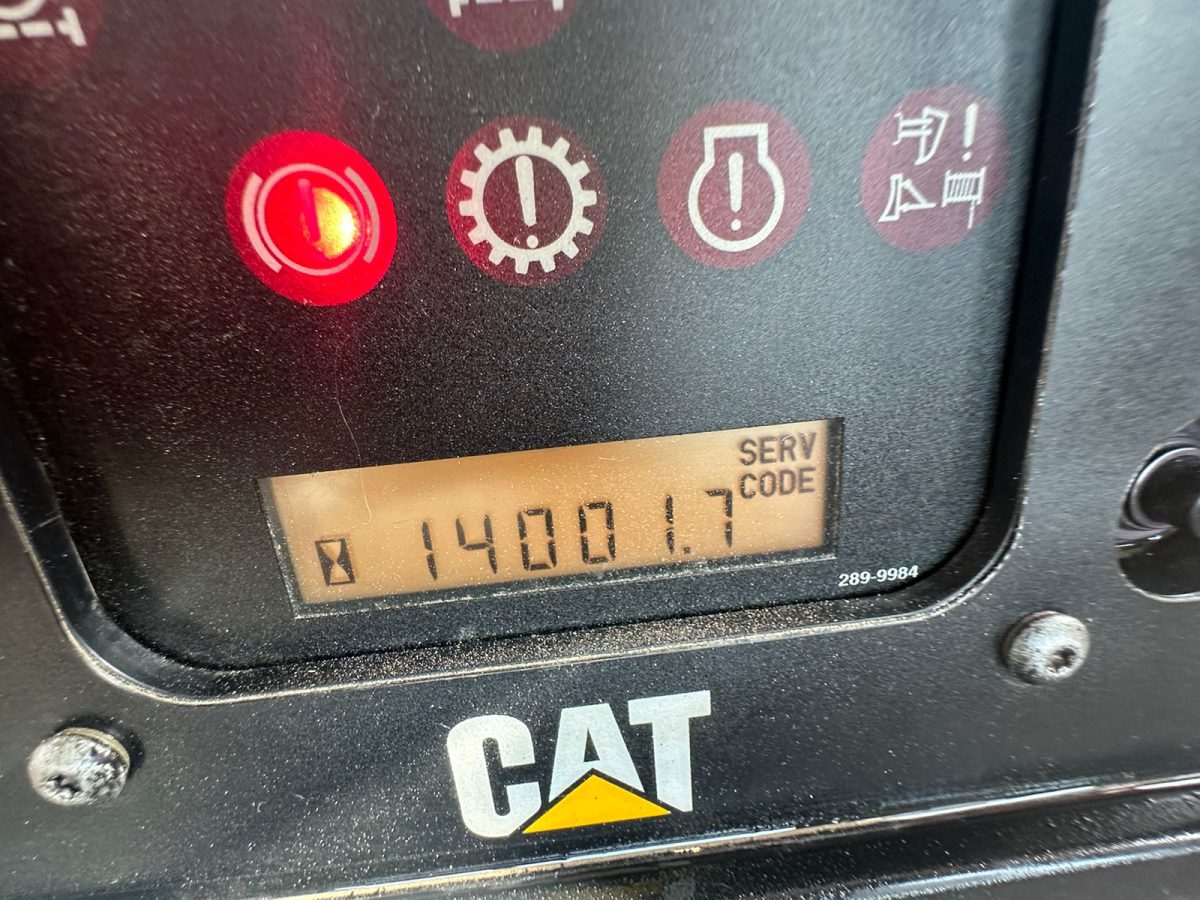 SERV
CODE
14001.7
289-9984
CAT